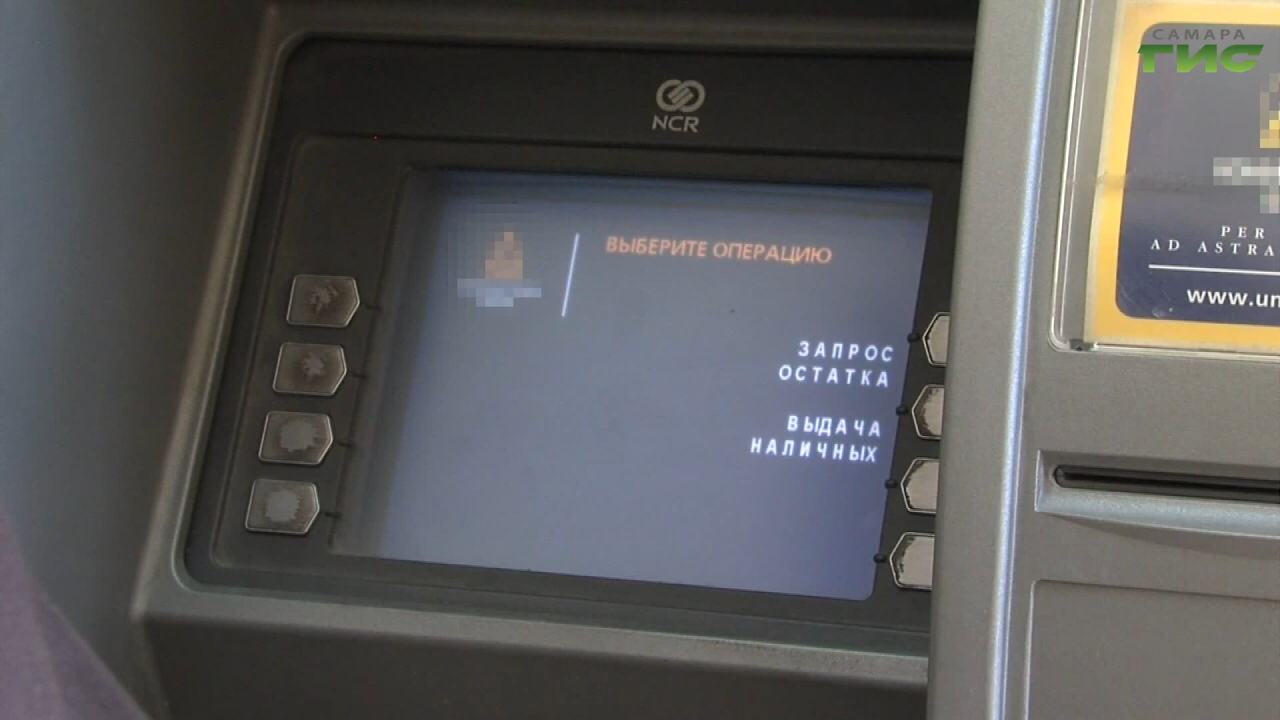 NCR
ВЫБЕРИТЕ ОПЕРАЦИЮ
ЗАПРОС
ОСТАТКА
ВЫДАЧА
НАЛИЧНЫХ
САМАРА
ГИС
PER
AD ASTRA
www.un